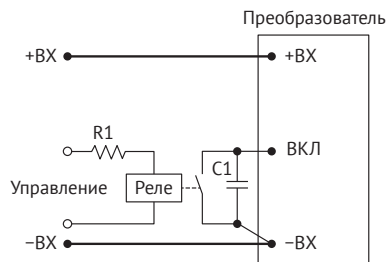 Преобразователь
+ВХ
+ВХ
R1
ВКЛ
C1
Управление
Реле
−ВХ
−ВХ